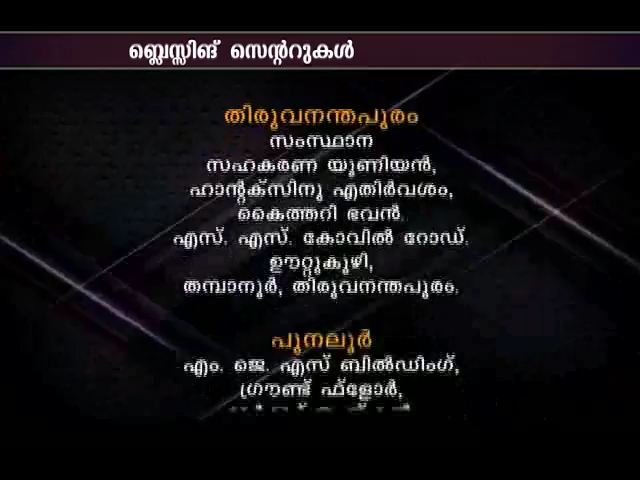 ബ്ലെസ്സിങ് സെന്ററുകൾ
തിരുവനന്തപുരം
സംസ്ഥാന
സഹകരണ യൂണിയൻ,
ഹാന്റക്സിനു എതിർവശം,
കൈത്തറി ഭവൻ.
എസ്. എസ്. കോവിൽ റോഡ്.
ഊറ്റുകുഴി,
തമ്പാനൂർ, തിരുവനന്തപുരം.
പുനലൂർ
എം. ജെ. എസ് ബിൽഡിംഗ്,
ഗ്രൗണ്ട് ഫ്ളോർ,